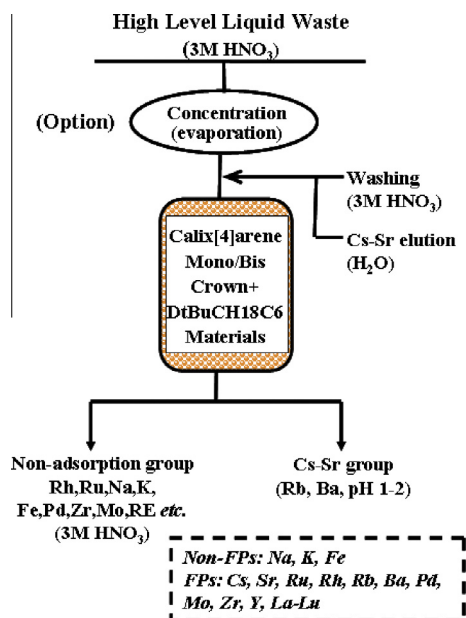 High Level Liquid Waste
(3M HNO₃)
(Option)
Concentration
(evaporation)
Washing
(3M HNO₃)
Cs-Sr elution
(H₂O)
Calix[4]arene
Mono/Bis
Crown+
DtBuCH18C6
Materials
Non-adsorption group
Rh,Ru,Na,K,
Fe,Pd,Zr,Mo,RE etc.
(3M HNO₃)
Cs-Sr group
(Rb, Ba, pH 1-2)
Non-FPs: Na, K, Fe
FPs: Cs, Sr, Ru, Rh, Rb, Ba, Pd,
Mo, Zr, Y, La-Lu